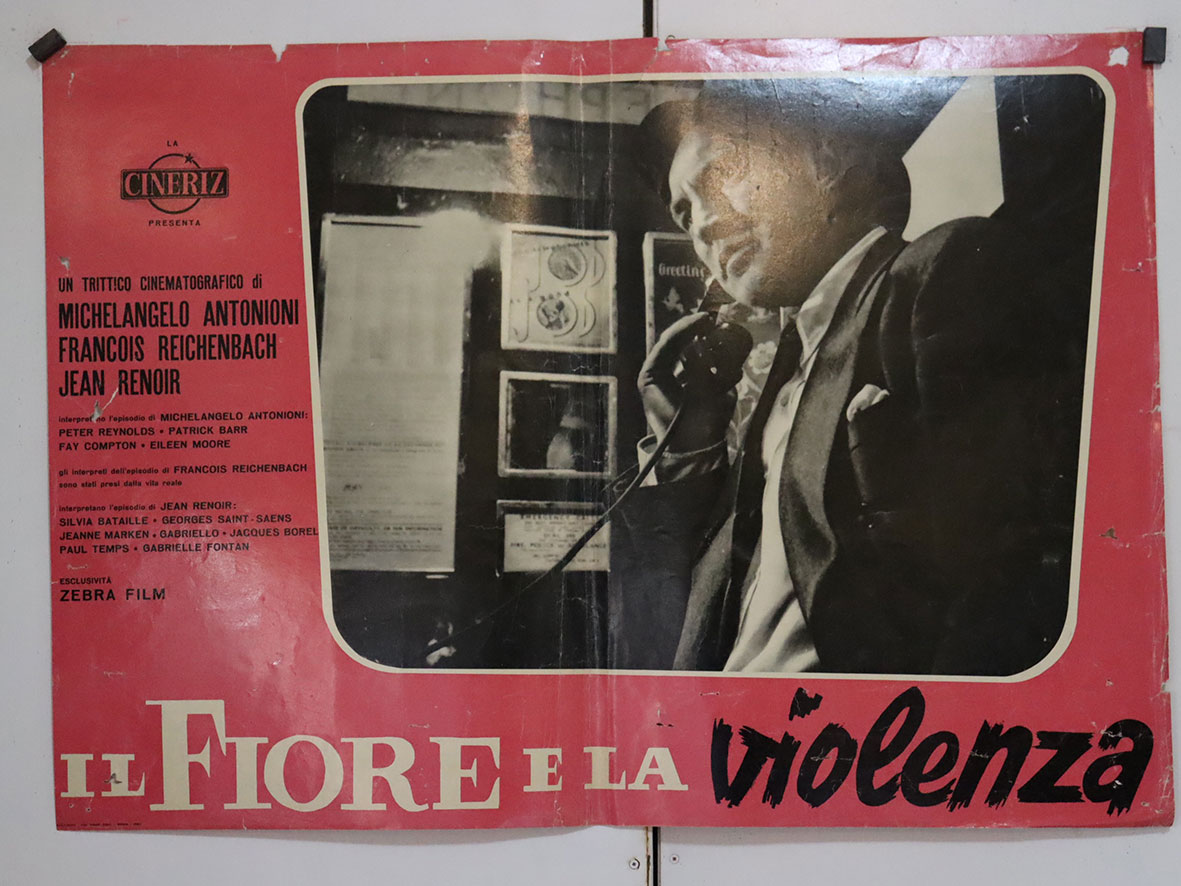 LA
CINERIZ
PRESENTA
UN TRITTICO CINEMATOGRAFICO di
MICHELANGELO ANTONIONI
FRANCOIS REICHENBACH
JEAN RENOIR
interpretano l'episodio di MICHELANGELO ANTONIONI:
PETER REYNOLDS • PATRICK BARR
FAY COMPTON • EILEEN MOORE
gli interpreti dell'episodio di FRANCOIS REICHENBACH
sono stati presi dalla vita reale
interpretano l'episodio di JEAN RENOIR:
SILVIA BATAILLE • GEORGES SAINT-SAENS
JEANNE MARKEN • GABRIELLO • JACQUES BOREL
PAUL TEMPS • GABRIELLE FONTAN
ESCLUSIVITÀ
ZEBRA FILM
Greeting
IL FIORE E LA violenza